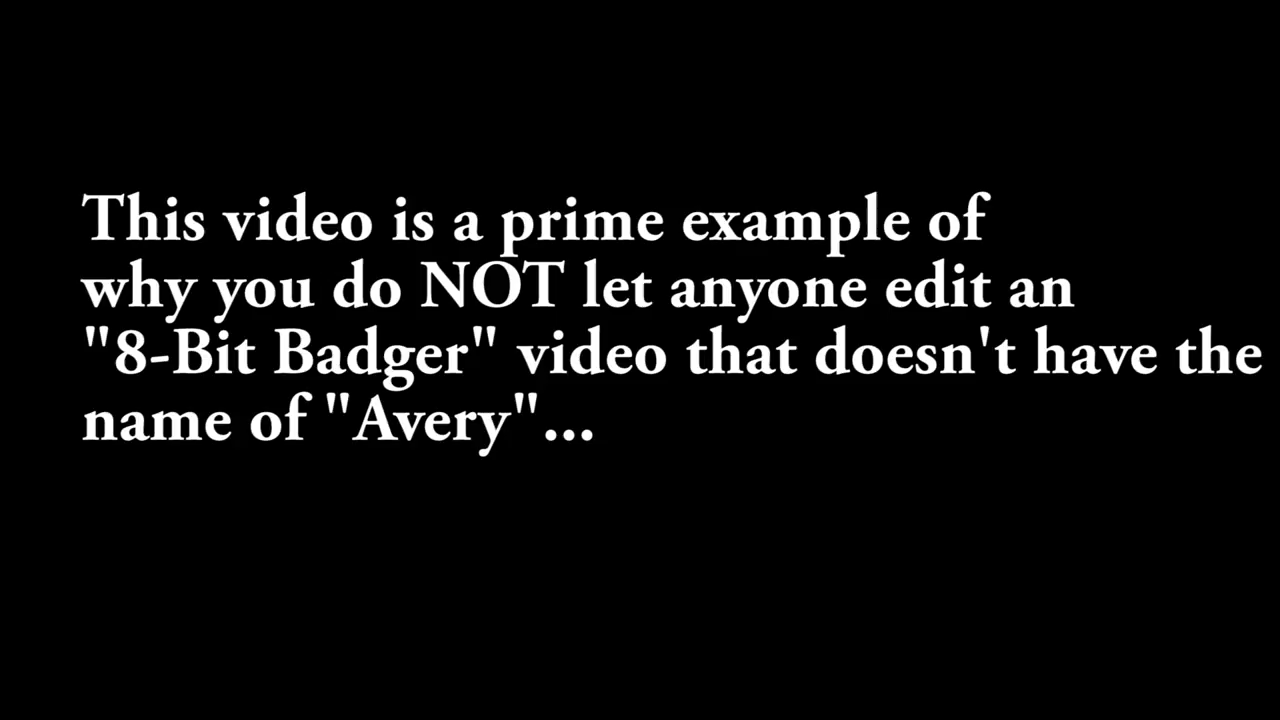 This video is a prime example of
why you do NOT let anyone edit an
"8-Bit Badger" video that doesn't have the
name of "Avery"...